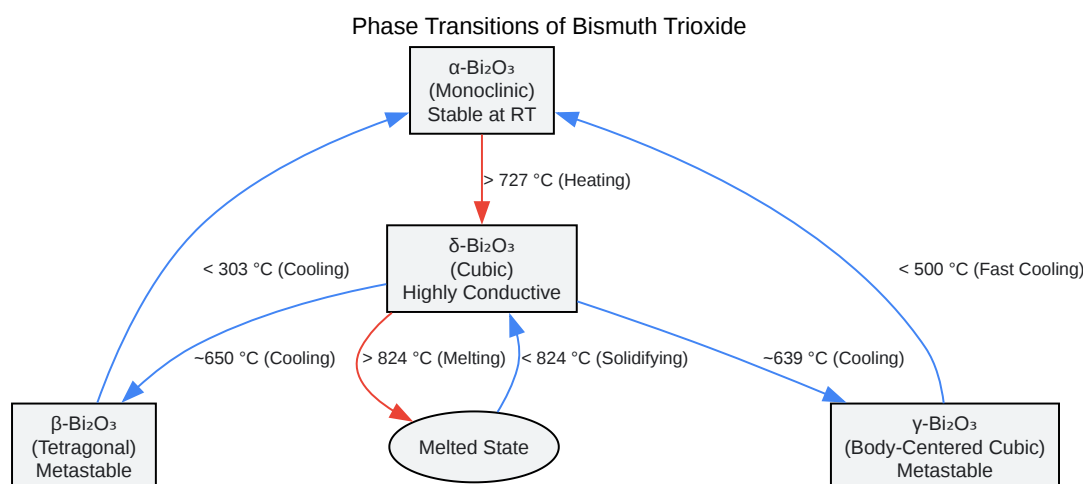 Phase Transitions of Bismuth Trioxide
α-Bi₂O₃
(Monoclinic)
Stable at RT
> 727 °C (Heating)
δ-Bi₂O₃
(Cubic)
Highly Conductive
< 303 °C (Cooling)
< 500 °C (Fast Cooling)
~650 °C (Cooling)
> 824 °C (Melting)
< 824 °C (Solidifying)
~639 °C (Cooling)
β-Bi₂O₃
(Tetragonal)
Metastable
Melted State
γ-Bi₂O₃
(Body-Centered Cubic)
Metastable